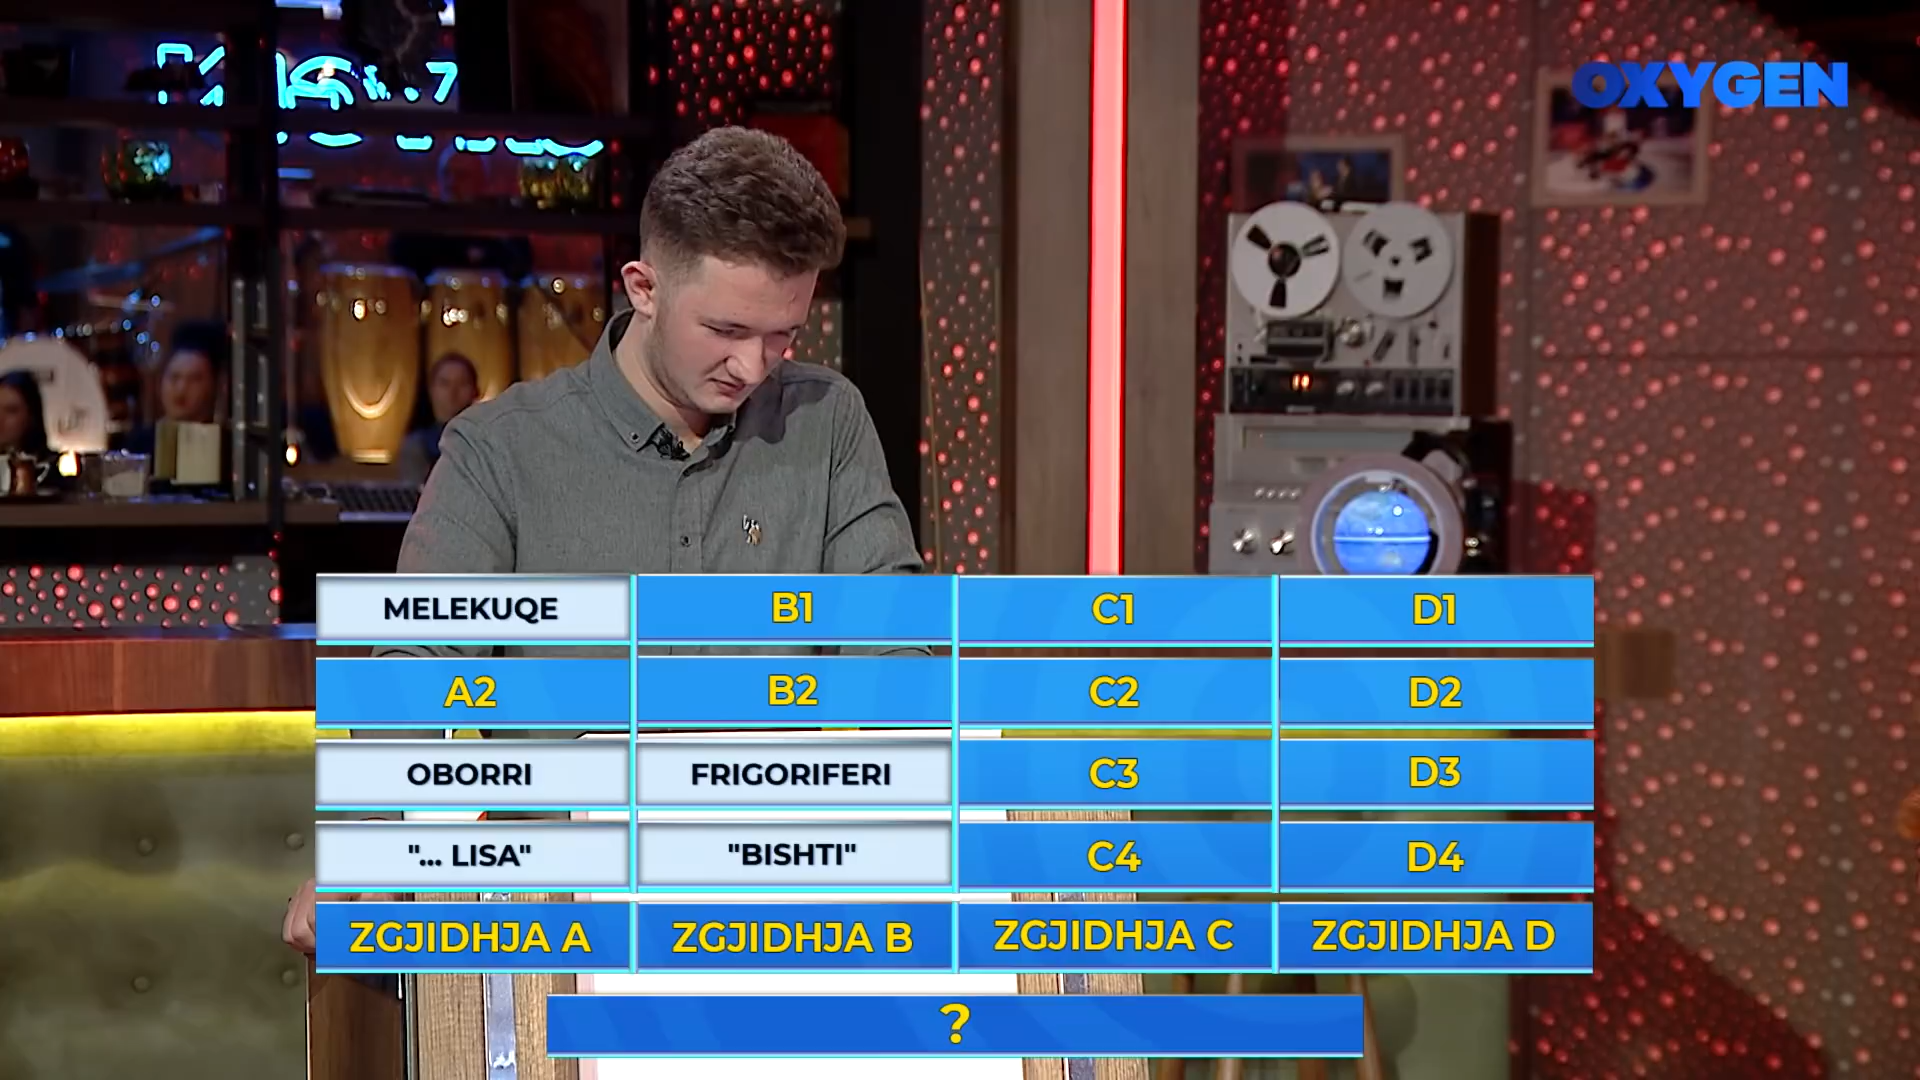 OXYGEN
MELEKUQE B1 C1 D1
A2 B2 C2 D2
OBORRI FRIGORIFERI C3 D3
"... LISA" "BISHTI" C4 D4
ZGJIDHJA A ZGJIDHJA B ZGJIDHJA C ZGJIDHJA D
?